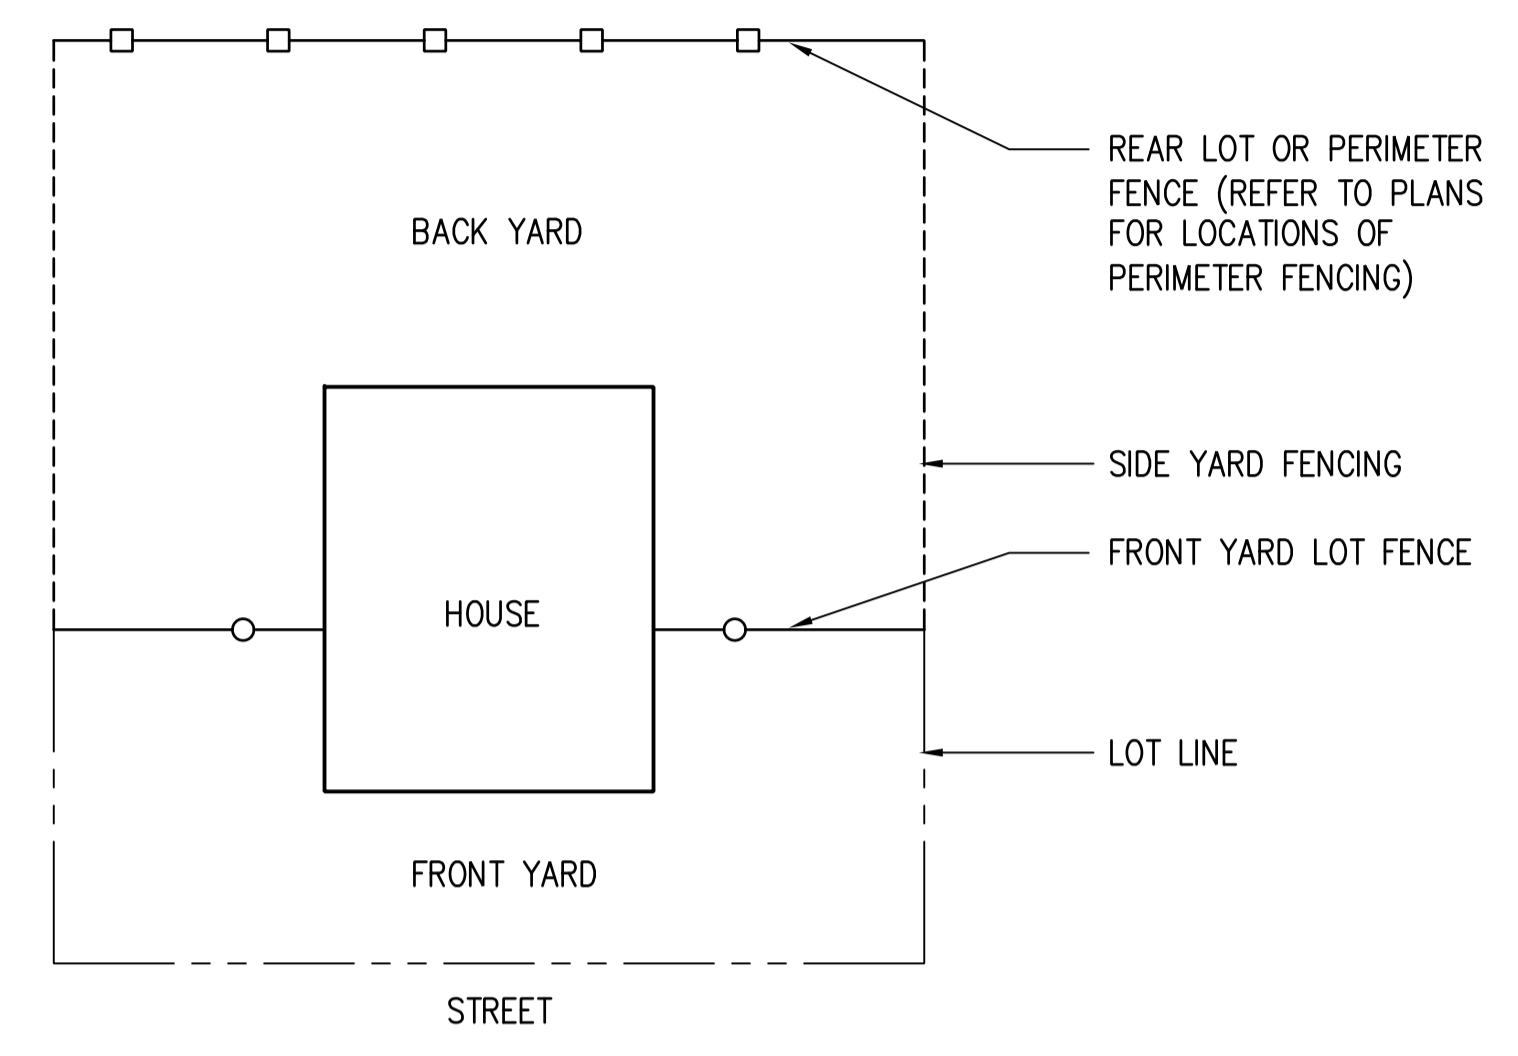 REAR LOT OR PERIMETER
FENCE (REFER TO PLANS
FOR LOCATIONS OF
PERIMETER FENCING)
BACK YARD
SIDE YARD FENCING
FRONT YARD LOT FENCE
HOUSE
LOT LINE
FRONT YARD
STREET